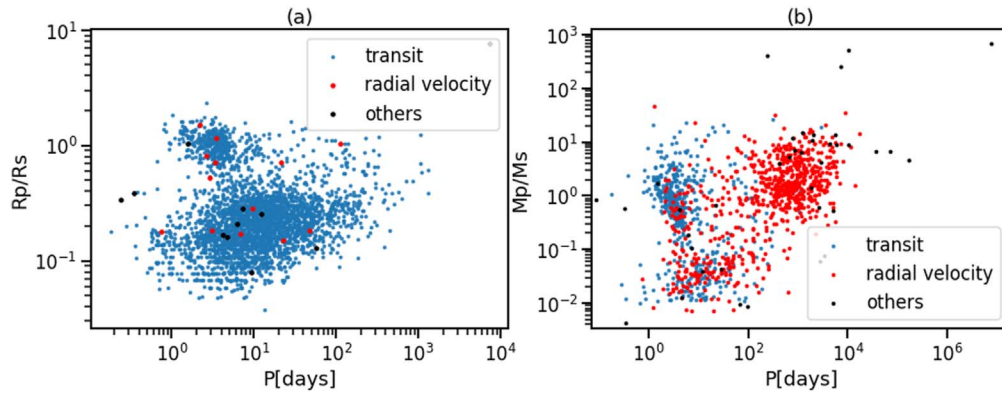 (a)
10¹
10⁰
10⁻¹
Rp/Rs
transit
radial velocity
others
10⁰
10¹
10²
10³
10⁴
P[days]
(b)
10³
10²
10¹
10⁰
10⁻¹
10⁻²
Mp/Ms
transit
radial velocity
others
10⁰
10²
10⁴
10⁶
P[days]